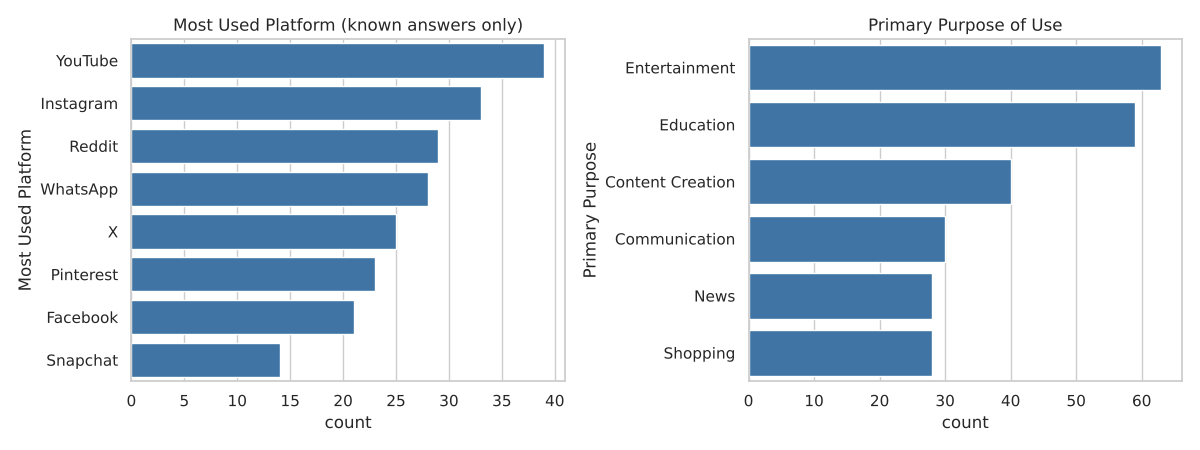 Most Used Platform (known answers only)
Most Used Platform
YouTube
Instagram
Reddit
WhatsApp
X
Pinterest
Facebook
Snapchat
0 5 10 15 20 25 30 35 40
count
Primary Purpose of Use
Primary Purpose
Entertainment
Education
Content Creation
Communication
News
Shopping
0 10 20 30 40 50 60
count